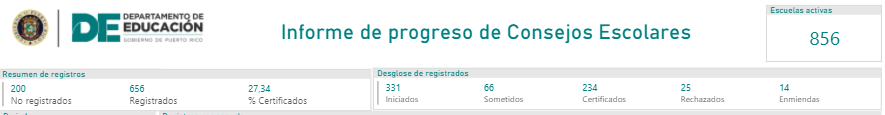 DEPARTAMENTO DE
DE EDUCACIÓN
GOBIERNO DE PUERTO RICO
Informe de progreso de Consejos Escolares
Escuelas activas
856
Resumen de registros
200 656 27.34
No registrados Registrados % Certificados
Desglose de registrados
331 66 234 25 14
Iniciados Sometidos Certificados Rechazados Enmiendas